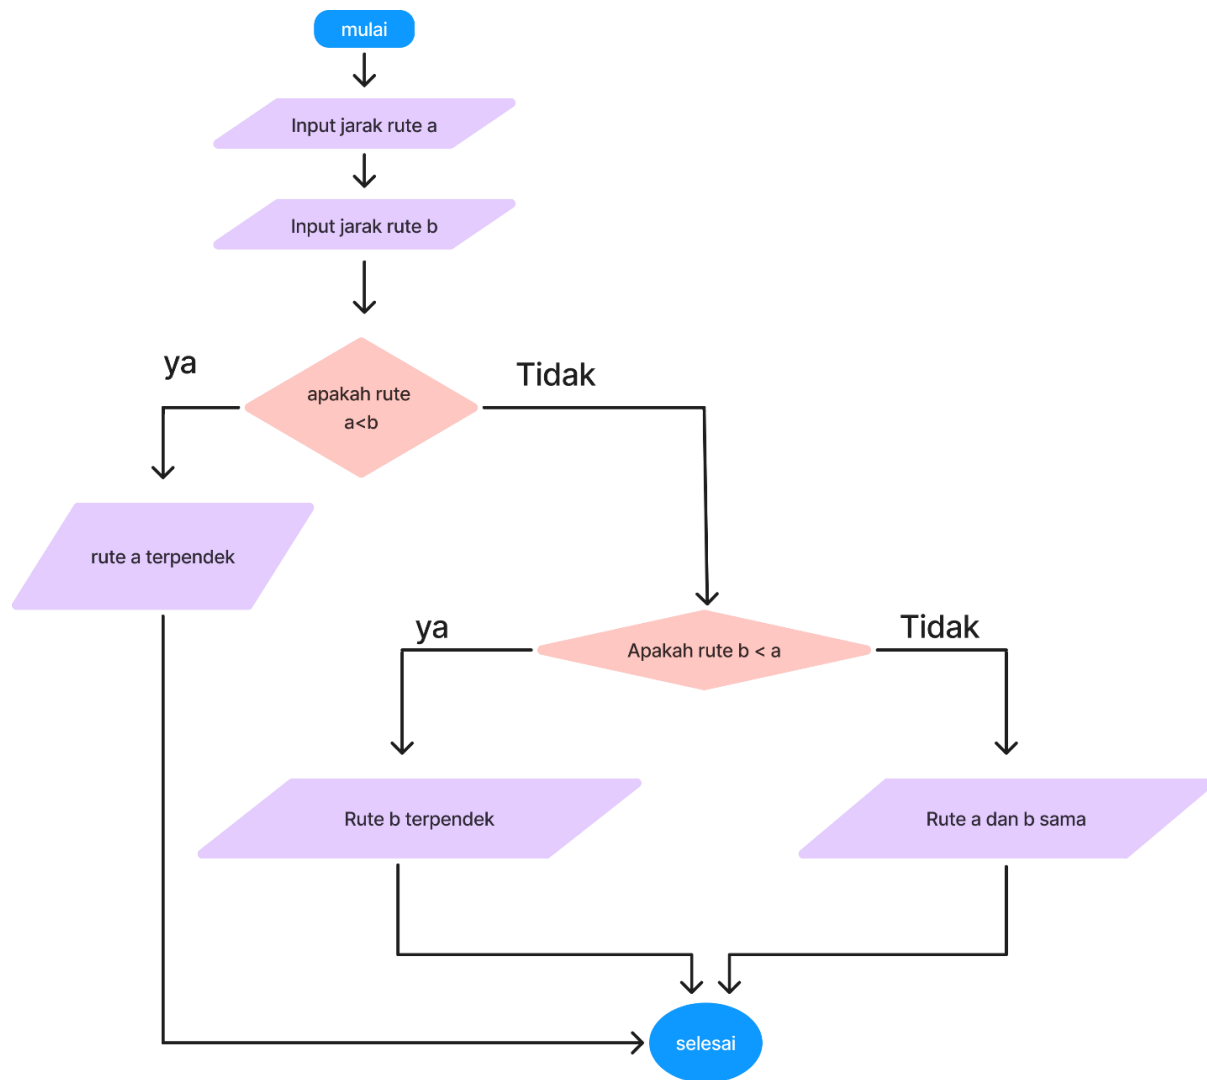 mulai
Input jarak rute a
Input jarak rute b
ya
Tidak
apakah rute
a<b
rute a terpendek
ya
Tidak
Apakah rute b < a
Rute b terpendek
Rute a dan b sama
selesai